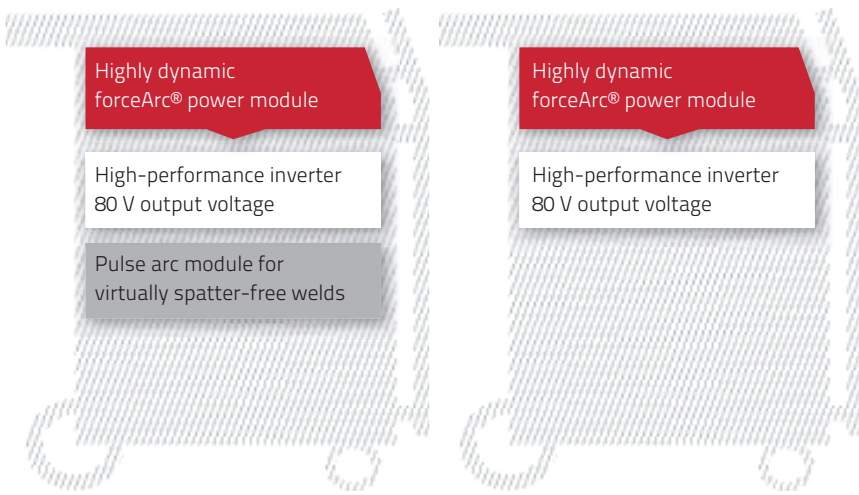 Highly dynamic
forceArc® power module
High-performance inverter
80 V output voltage
Pulse arc module for
virtually spatter-free welds
Highly dynamic
forceArc® power module
High-performance inverter
80 V output voltage